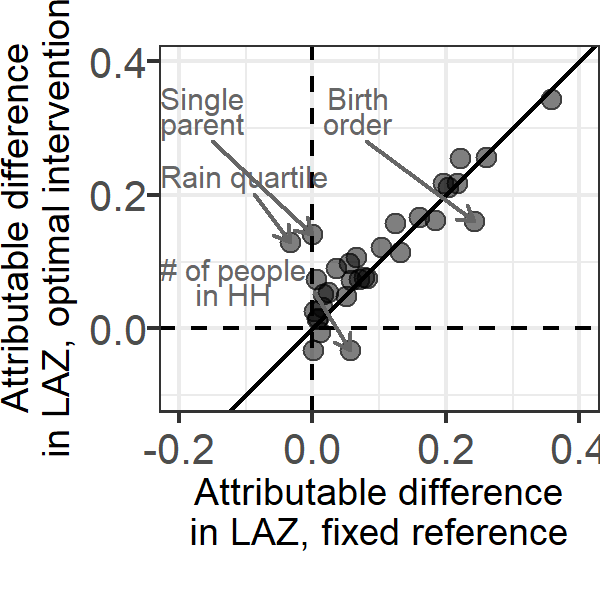 Attributable difference
in LAZ, optimal intervention
0.4
0.2
0.0
Single
parent
Birth
order
Rain quartile
# of people
in HH
-0.2
0.0
0.2
0.4
Attributable difference
in LAZ, fixed reference